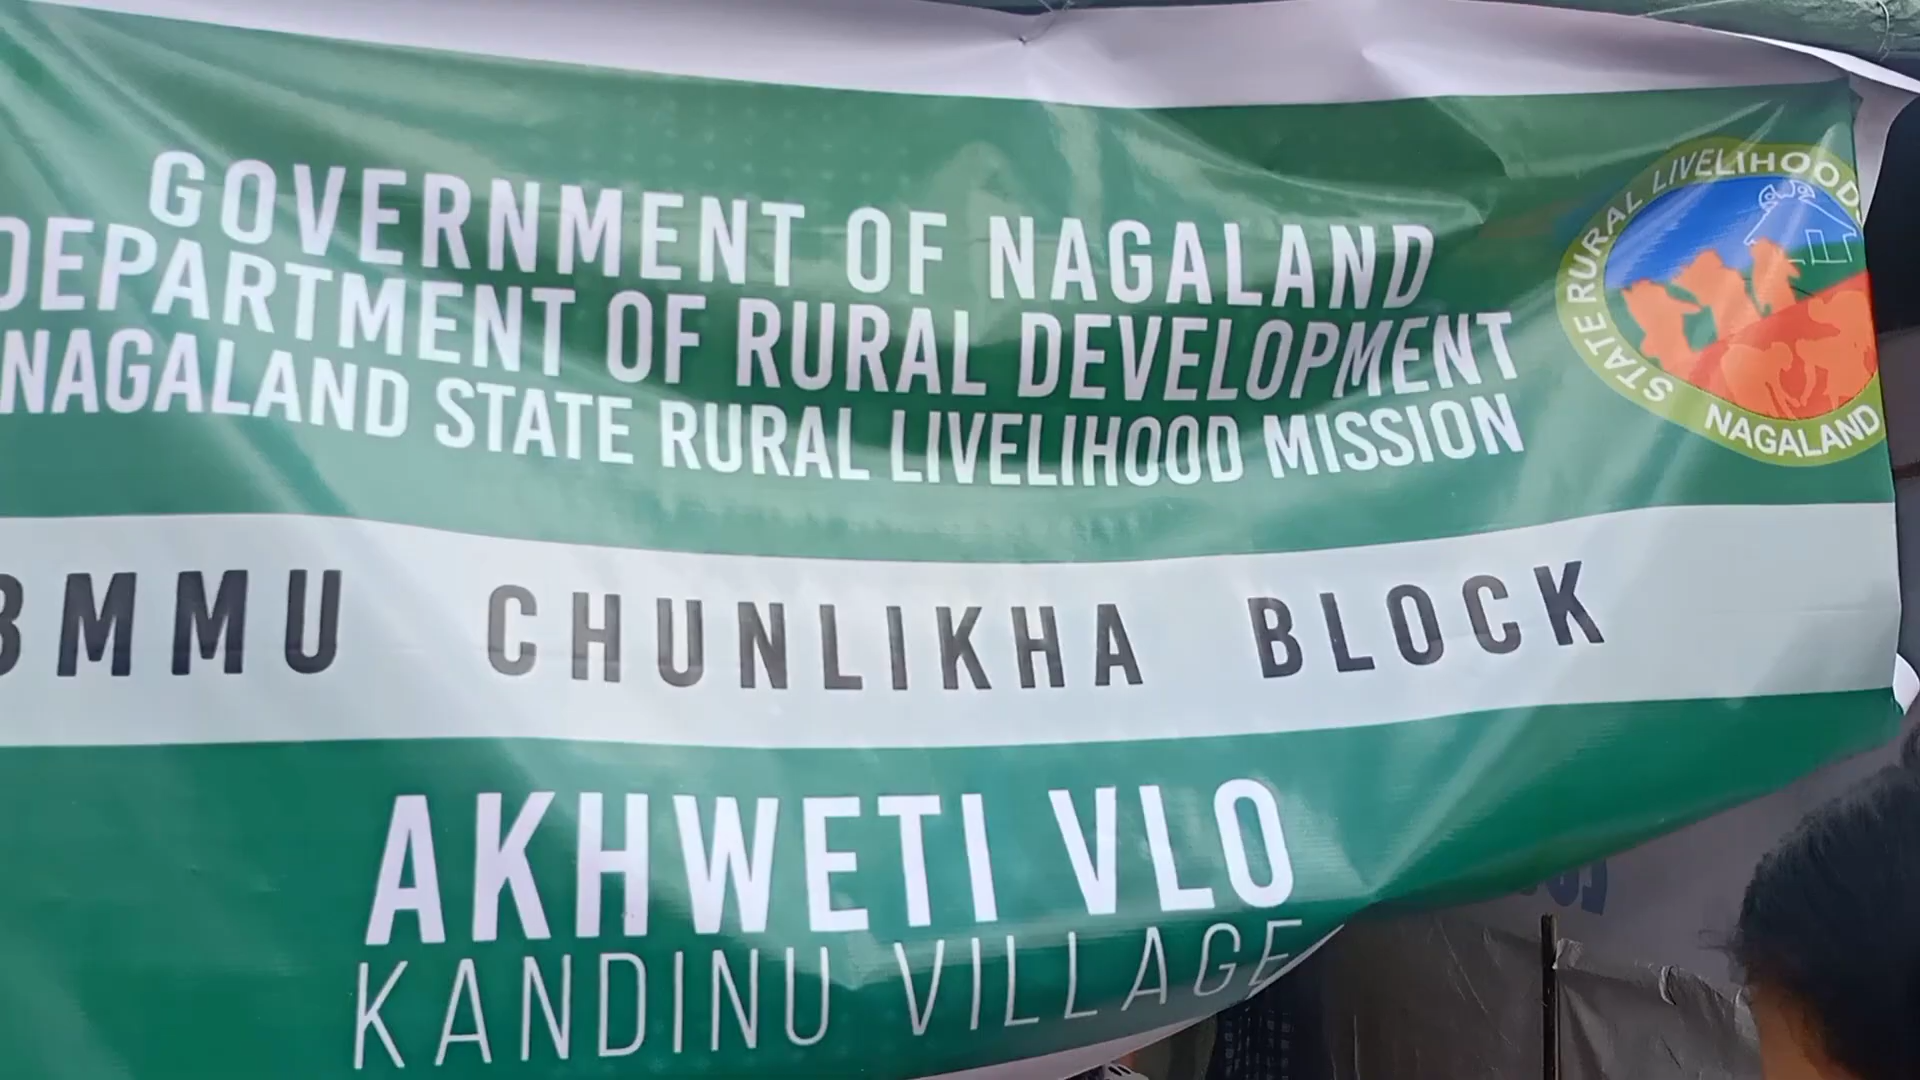 GOVERNMENT OF NAGALAND
DEPARTMENT OF RURAL DEVELOPMENT
NAGALAND STATE RURAL LIVELIHOOD MISSION
STATE RURAL LIVELIHOODS
NAGALAND
BMMU CHUNLIKHA BLOCK
AKHWETI VLO
KANDINU VILLAGE